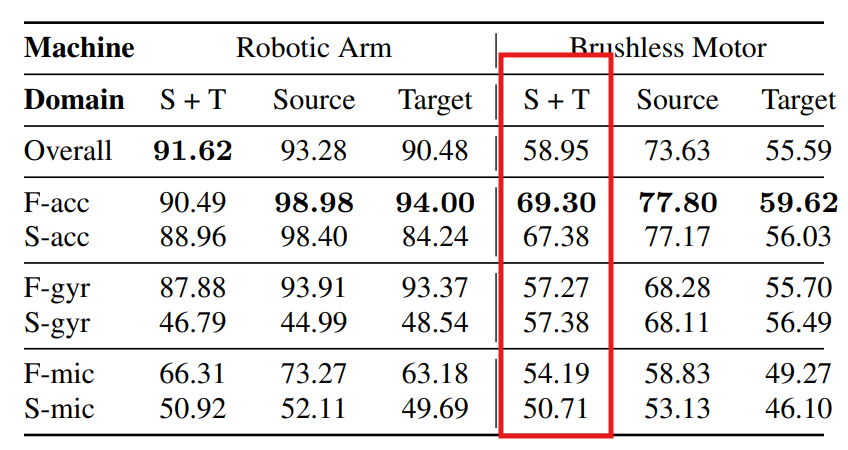 Machine Robotic Arm Brushless Motor
Domain S + T Source Target S + T Source Target
Overall 91.62 93.28 90.48 58.95 73.63 55.59
F-acc 90.49 98.98 94.00 69.30 77.80 59.62
S-acc 88.96 98.40 84.24 67.38 77.17 56.03
F-gyr 87.88 93.91 93.37 57.27 68.28 55.70
S-gyr 46.79 44.99 48.54 57.38 68.11 56.49
F-mic 66.31 73.27 63.18 54.19 58.83 49.27
S-mic 50.92 52.11 49.69 50.71 53.13 46.10